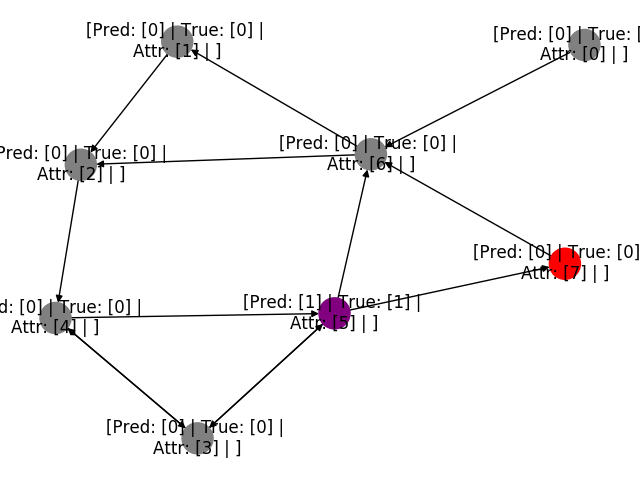 [Pred: [0] | True: [0] |
Attr: [1] | ]
[Pred: [0] | True: [
Attr: [0] | ]
[Pred: [0] | True: [0] |
Attr: [6] | ]
Pred: [0] | True: [0] |
Attr: [2] | ]
[Pred: [0] | True: [0]
Attr: [7] | ]
d: [0] | True: [0] |
Attr: [4] | ]
[Pred: [1] | True: [1] |
Attr: [5] | ]
[Pred: [0] | True: [0] |
Attr: [3] | ]